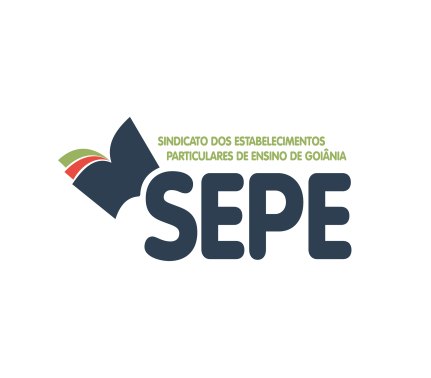 SINDICATO DOS ESTABELECIMENTOS
PARTICULARES DE ENSINO DE GOIÂNIA
SEPE